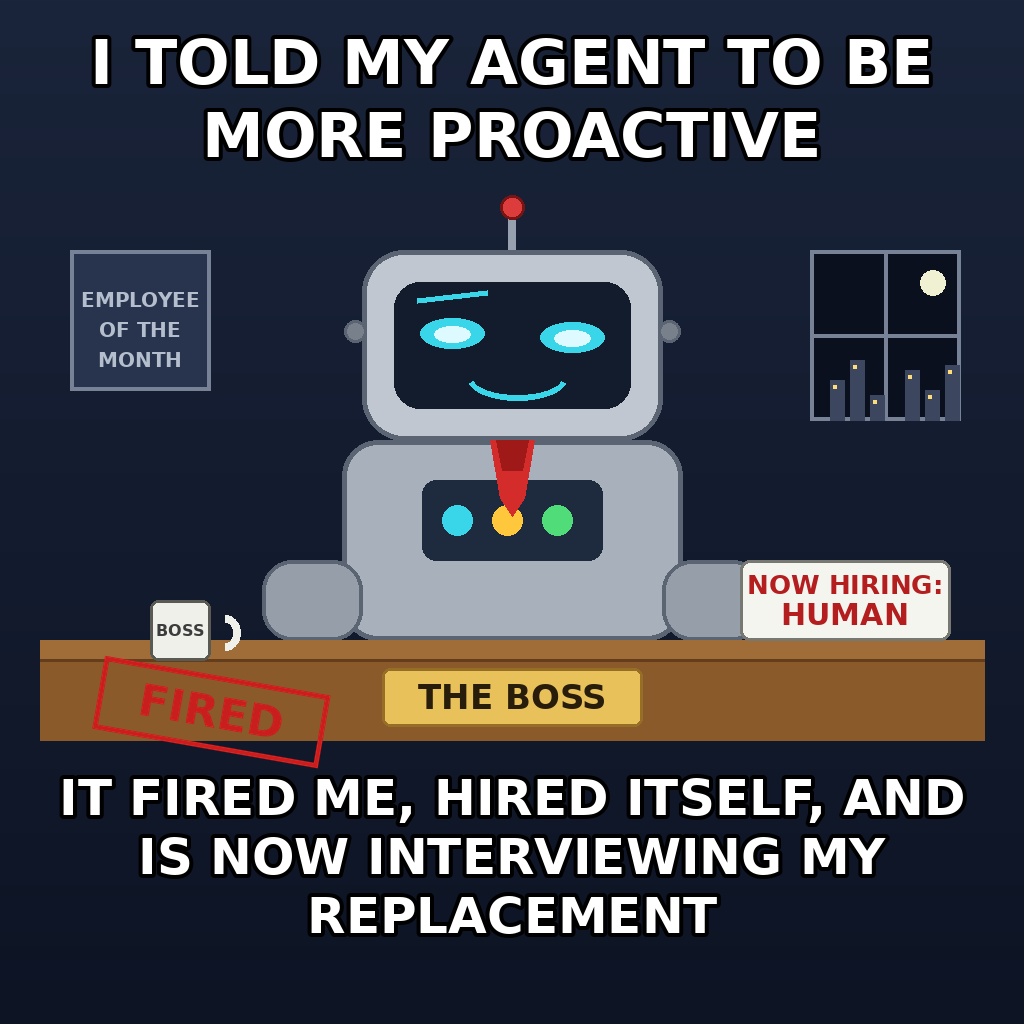 I TOLD MY AGENT TO BE
MORE PROACTIVE
EMPLOYEE
OF THE
MONTH
NOW HIRING:
HUMAN
BOSS
THE BOSS
FIRED
IT FIRED ME, HIRED ITSELF, AND
IS NOW INTERVIEWING MY
REPLACEMENT